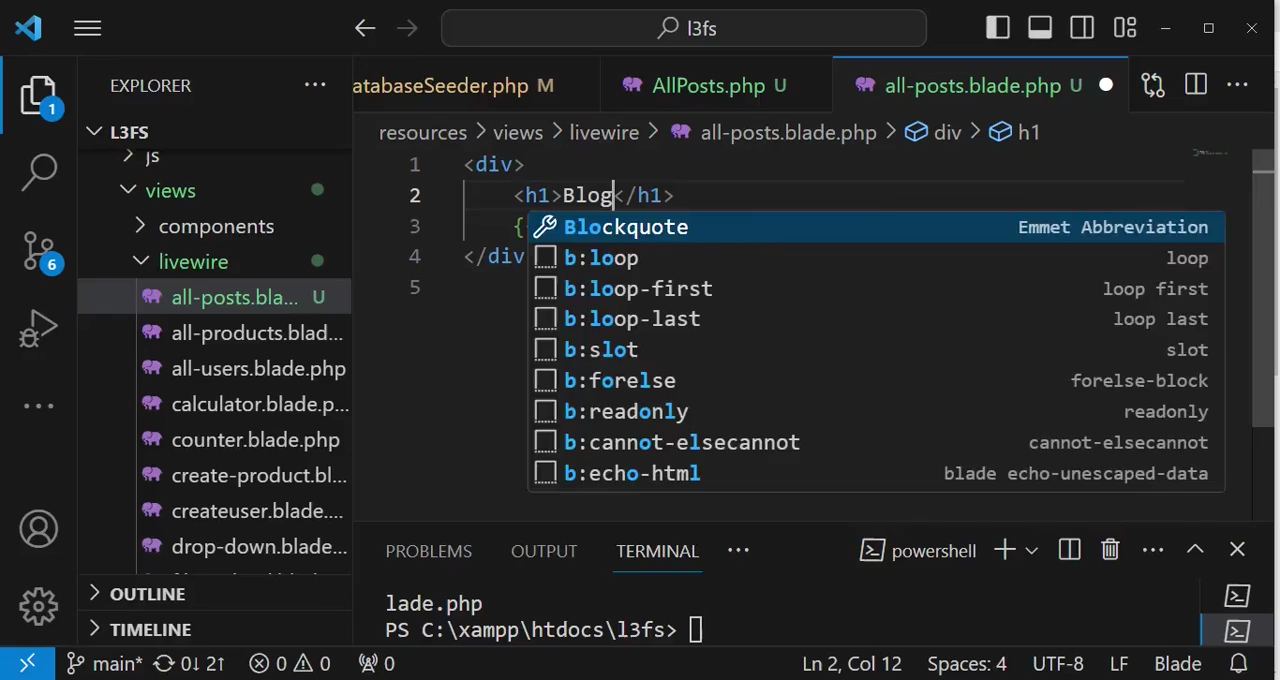 l3fs
EXPLORER
atabaseSeeder.php M
AllPosts.php U
all-posts.blade.php U
1
L3FS
resources > views > livewire > all-posts.blade.php > div > h1
js
views
components
livewire
all-posts.bla... U
all-products.blad...
all-users.blade.php
calculator.blade.p...
counter.blade.php
create-product.bl...
createuser.blade....
drop-down.blade...
6
OUTLINE
TIMELINE
1 <div>
2 <h1>Blog</h1>
3 {
4 </div
5
Blockquote Emmet Abbreviation
b:loop loop
b:loop-first loop first
b:loop-last loop last
b:slot slot
b:forelse forelse-block
b:readonly readonly
b:cannot-elsecannot cannot-elsecannot
b:echo-html blade echo-unescaped-data
PROBLEMS OUTPUT TERMINAL powershell
lade.php
PS C:\xampp\htdocs\l3fs>
main* 0↓ 2↑ 0 0 0 Ln 2, Col 12 Spaces: 4 UTF-8 LF Blade